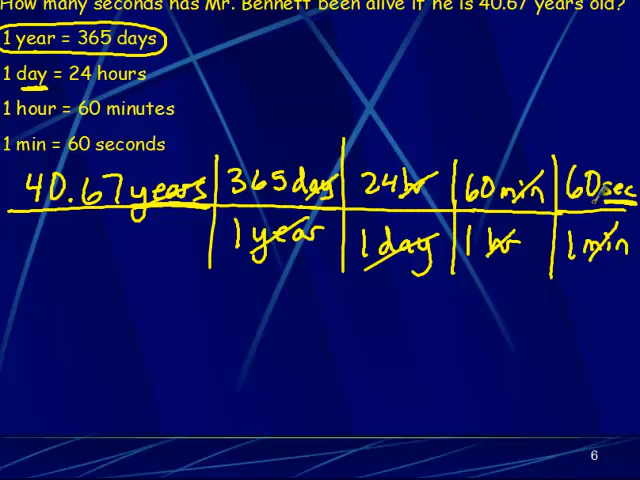 How many seconds has Mr. Bennett been alive if he is 40.67 years old?
1 year = 365 days
1 day = 24 hours
1 hour = 60 minutes
1 min = 60 seconds
40.67 years 365 day 24 hr 60 min 60 sec
1 year 1 day 1 hr 1 min
6